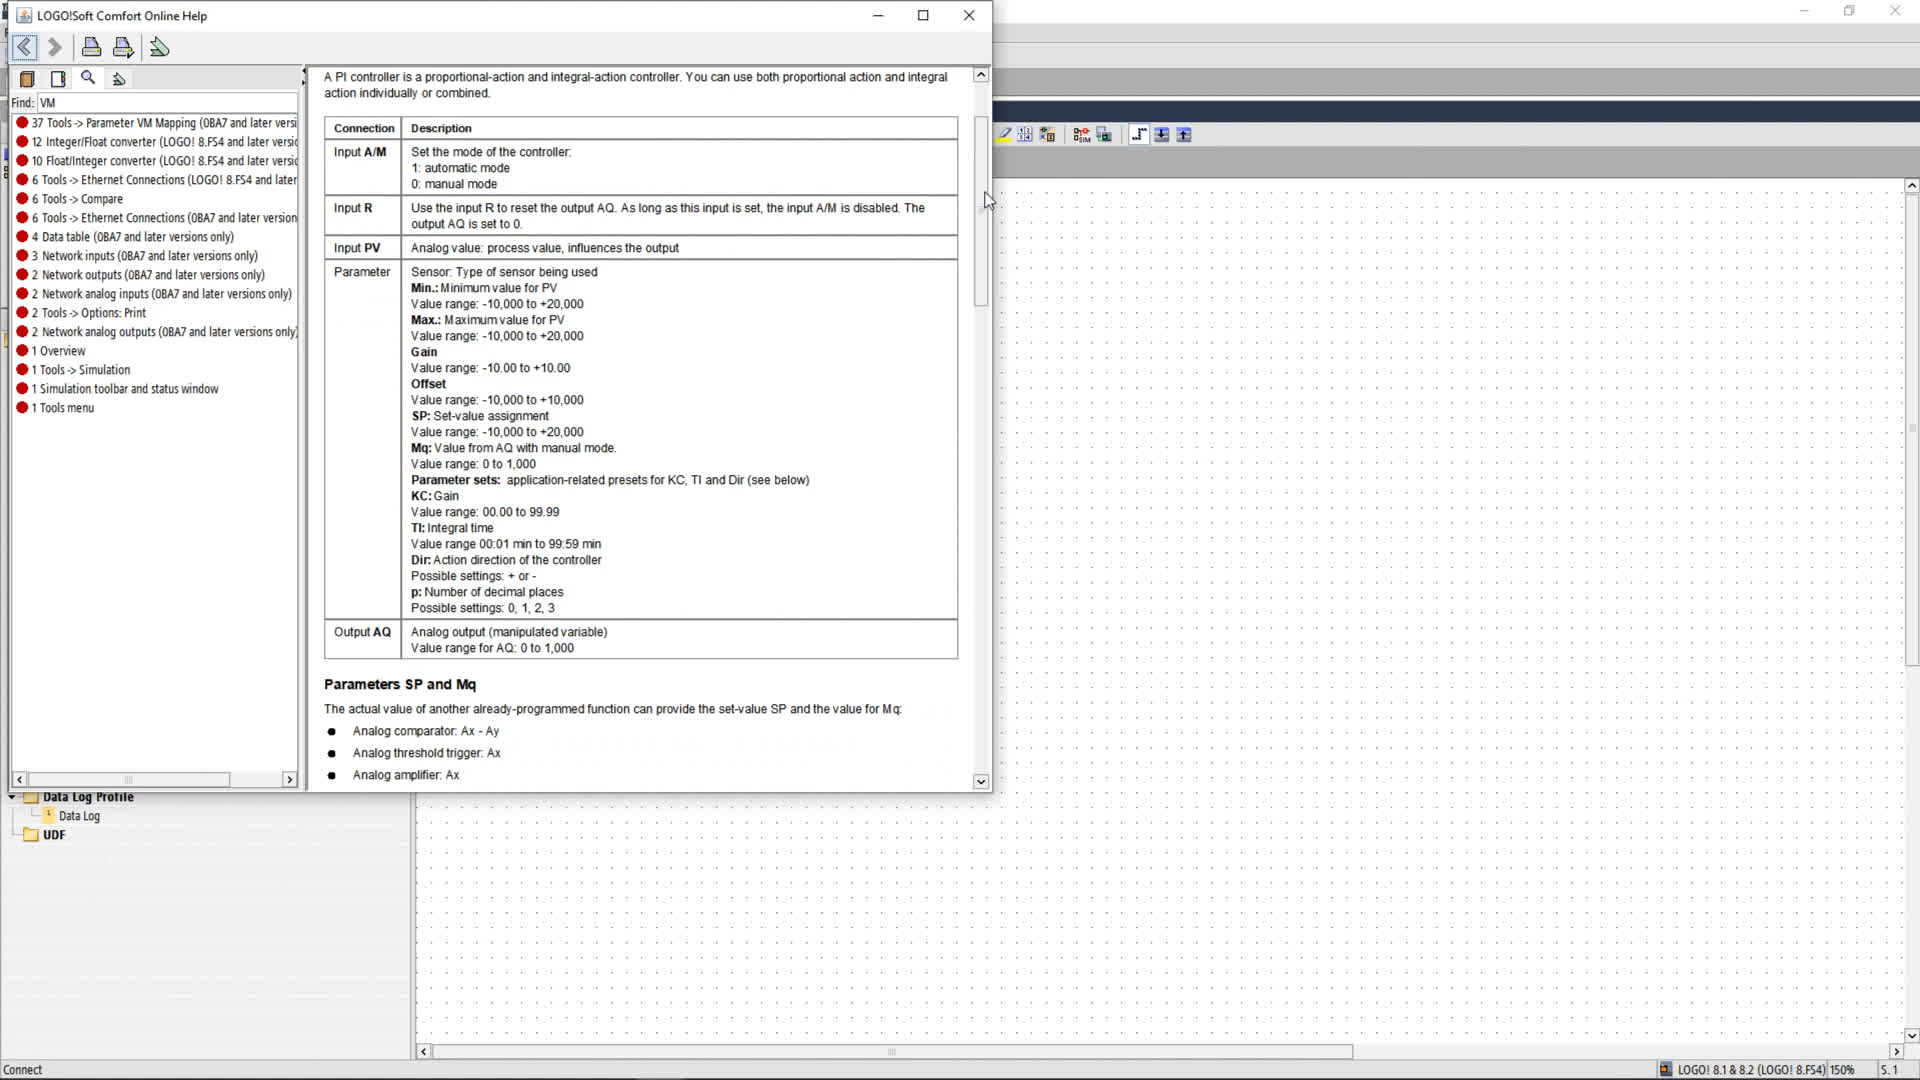 LOGO!Soft Comfort Online Help
Find: VM
37 Tools -> Parameter VM Mapping (0BA7 and later versi
12 Integer/Float converter (LOGO! 8.FS4 and later versio
10 Float/Integer converter (LOGO! 8.FS4 and later versio
6 Tools -> Ethernet Connections (LOGO! 8.FS4 and later
6 Tools -> Compare
6 Tools -> Ethernet Connections (0BA7 and later version
4 Data table (0BA7 and later versions only)
3 Network inputs (0BA7 and later versions only)
2 Network outputs (0BA7 and later versions only)
2 Network analog inputs (0BA7 and later versions only)
2 Tools -> Options: Print
2 Network analog outputs (0BA7 and later versions only)
1 Overview
1 Tools -> Simulation
1 Simulation toolbar and status window
1 Tools menu
A PI controller is a proportional-action and integral-action controller. You can use both proportional action and integral
action individually or combined.
Connection Description
Input A/M Set the mode of the controller:
1: automatic mode
0: manual mode
Input R Use the input R to reset the output AQ. As long as this input is set, the input A/M is disabled. The
output AQ is set to 0.
Input PV Analog value: process value, influences the output
Parameter Sensor: Type of sensor being used
Min.: Minimum value for PV
Value range: -10,000 to +20,000
Max.: Maximum value for PV
Value range: -10,000 to +20,000
Gain
Value range: -10.00 to +10.00
Offset
Value range: -10,000 to +10,000
SP: Set-value assignment
Value range: -10,000 to +20,000
Mq: Value from AQ with manual mode.
Value range: 0 to 1,000
Parameter sets: application-related presets for KC, TI and Dir (see below)
KC: Gain
Value range: 00.00 to 99.99
TI: Integral time
Value range 00:01 min to 99:59 min
Dir: Action direction of the controller
Possible settings: + or -
p: Number of decimal places
Possible settings: 0, 1, 2, 3
Output AQ Analog output (manipulated variable)
Value range for AQ: 0 to 1,000
Parameters SP and Mq
The actual value of another already-programmed function can provide the set-value SP and the value for Mq:
● Analog comparator: Ax - Ay
● Analog threshold trigger: Ax
● Analog amplifier: Ax
Data Log Profile
Data Log
UDF
Connect
LOGO! 8.1 & 8.2 (LOGO! 8.FS4) 150% S. 1